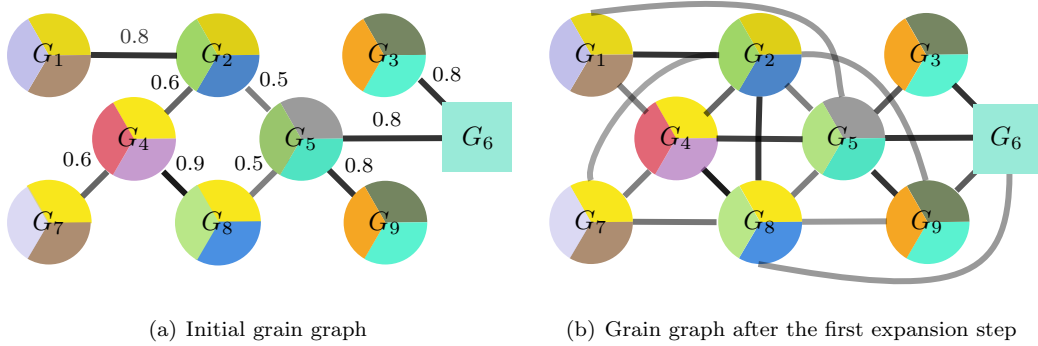 0.8
G1 G2 G3
0.6 0.5 0.8
0.8
G4 G5 G6
0.6 0.9 0.5 0.8
G7 G8 G9
(a) Initial grain graph
G1 G2 G3
G4 G5 G6
G7 G8 G9
(b) Grain graph after the first expansion step